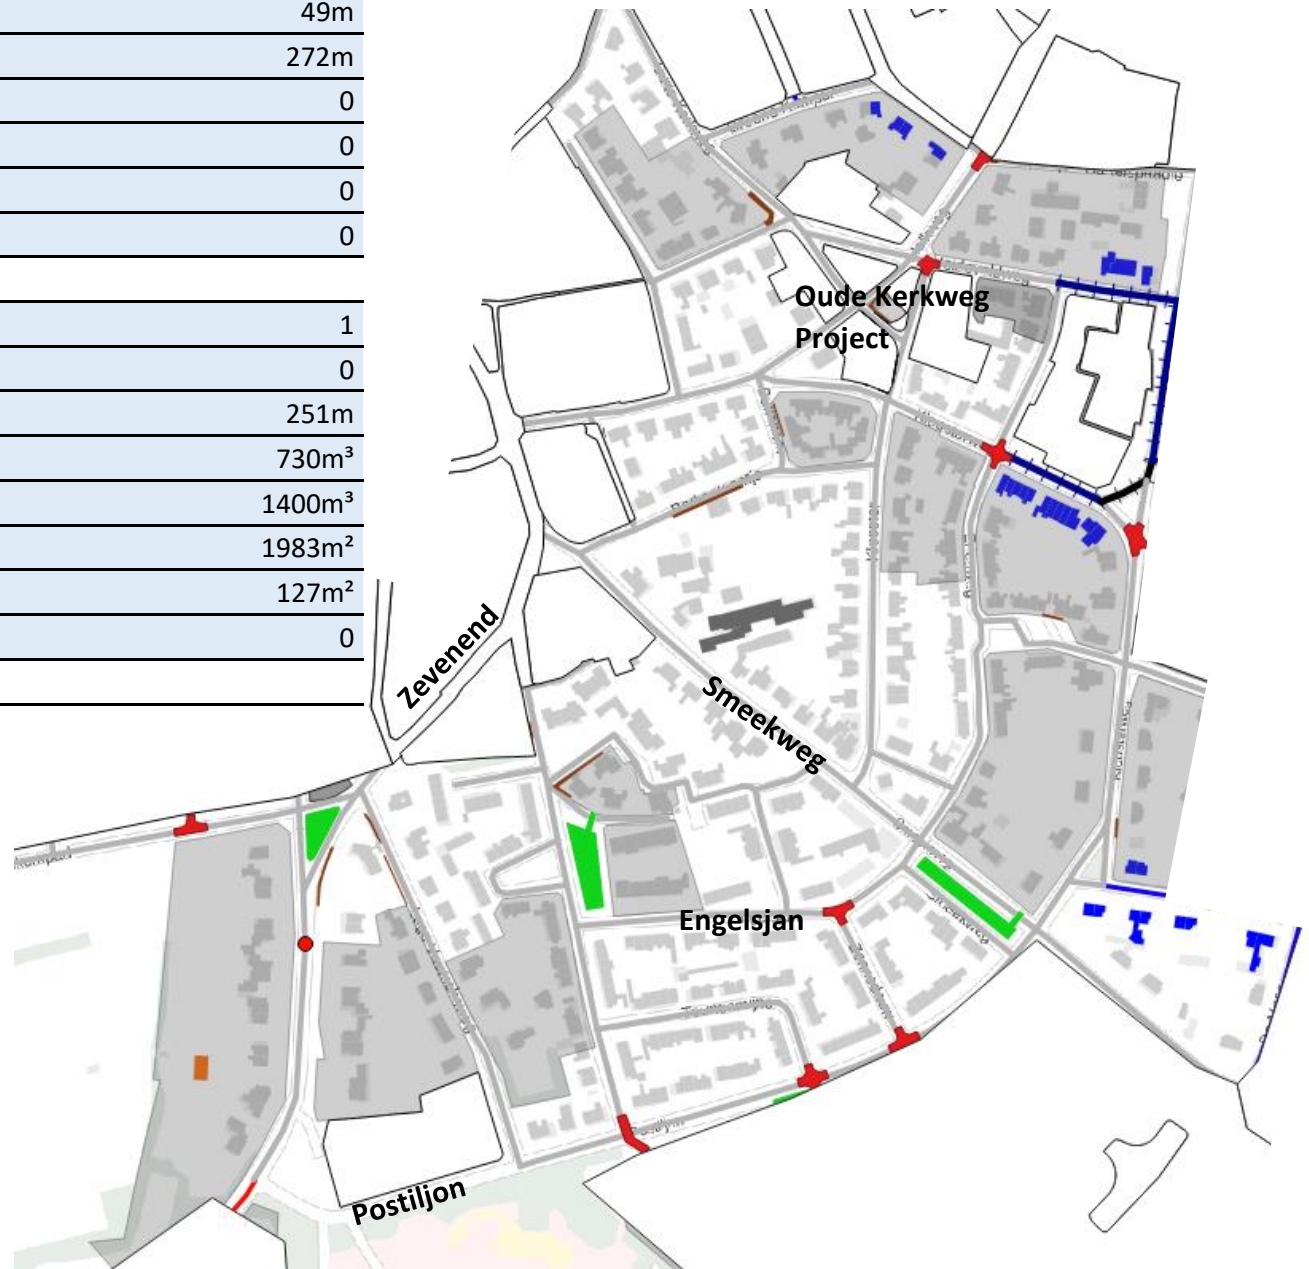 49m
272m
0
0
0
0
1
0
251m
730m³
1400m³
1983m²
127m²
0
Oude Kerkweg
Project
Zevenend
Smeekweg
Engelsjan
Postiljon